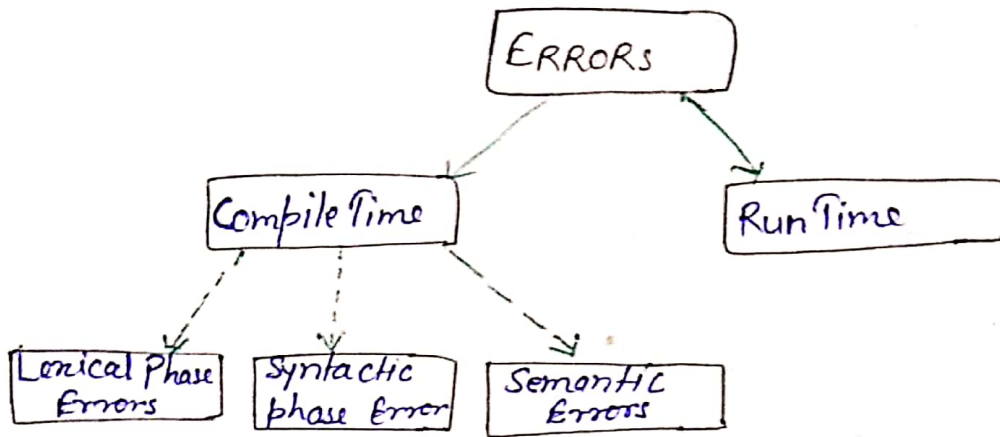 ERRORS
Compile Time
Run Time
Lexical Phase
Errors
Syntactic
phase Error
Semantic
Errors